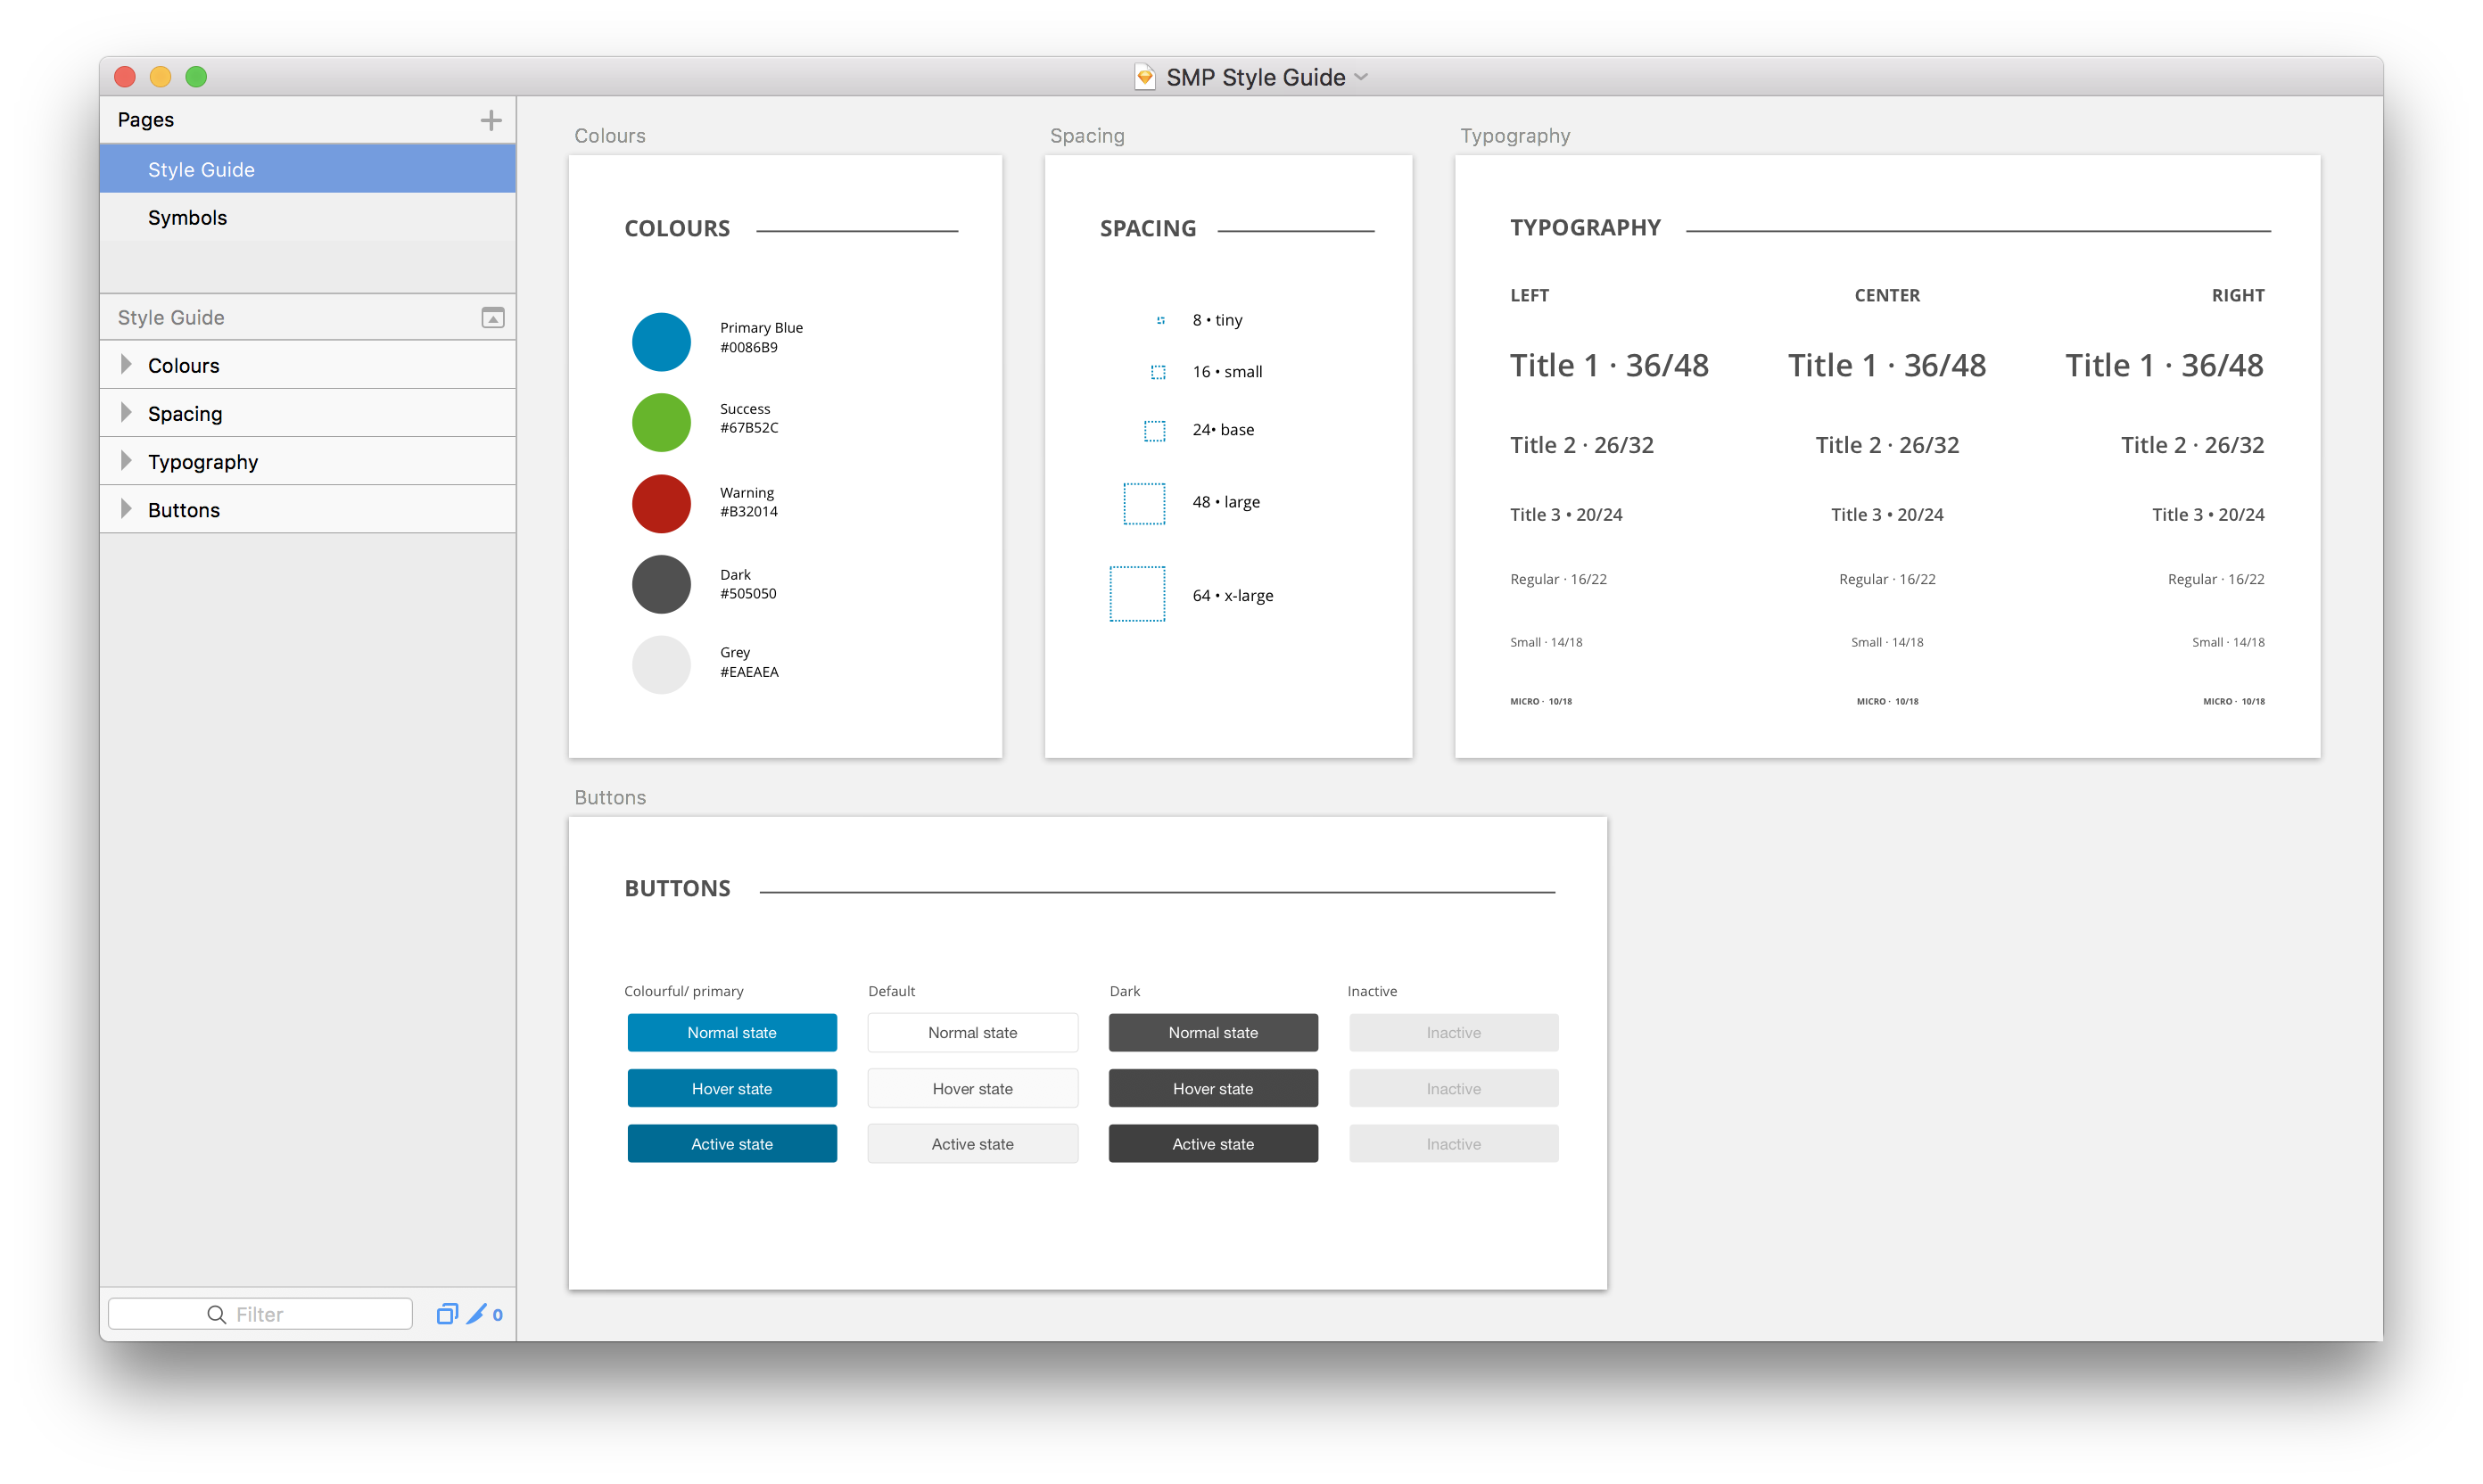 SMP Style Guide
Pages
Style Guide
Symbols
Style Guide
Colours
Spacing
Typography
Buttons
Filter
0
Colours
COLOURS
Primary Blue
#0086B9
Success
#67B52C
Warning
#B32014
Dark
#505050
Grey
#EAEAEA
Spacing
SPACING
8 • tiny
16 • small
24• base
48 • large
64 • x-large
Typography
TYPOGRAPHY
LEFT CENTER RIGHT
Title 1 · 36/48 Title 1 · 36/48 Title 1 · 36/48
Title 2 · 26/32 Title 2 · 26/32 Title 2 · 26/32
Title 3 • 20/24 Title 3 • 20/24 Title 3 • 20/24
Regular · 16/22 Regular · 16/22 Regular · 16/22
Small · 14/18 Small · 14/18 Small · 14/18
MICRO · 10/18 MICRO · 10/18 MICRO · 10/18
Buttons
BUTTONS
Colourful/ primary Default Dark Inactive
Normal state Normal state Normal state Inactive
Hover state Hover state Hover state Inactive
Active state Active state Active state Inactive